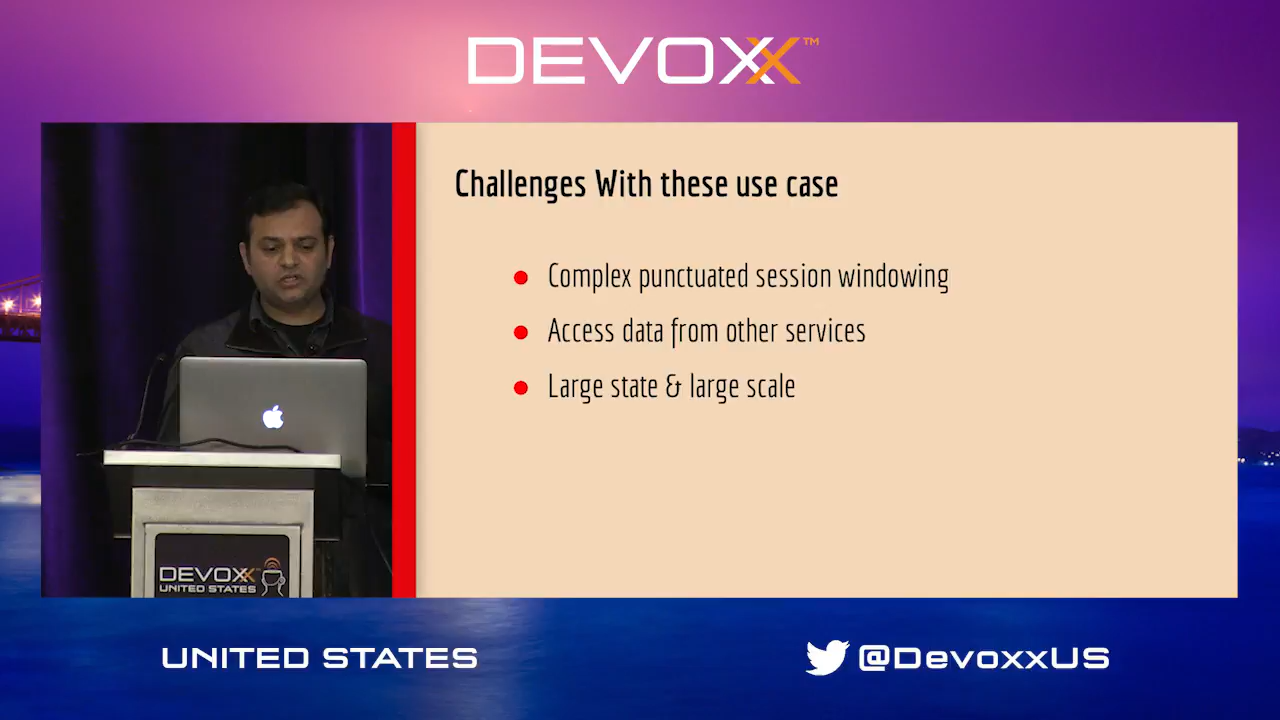 DEVOXX™
Challenges With these use case
Complex punctuated session windowing
Access data from other services
Large state & large scale
DEVOXX
UNITED STATES
UNITED STATES
@DevoxxUS